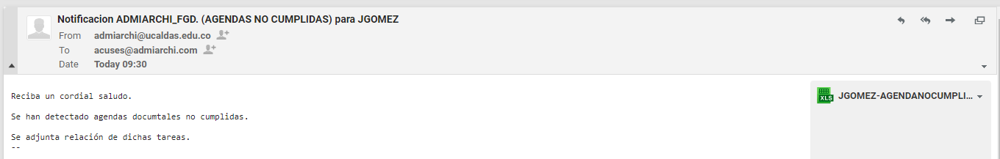 Notificacion ADMIARCHI_FGD. (AGENDAS NO CUMPLIDAS) para JGOMEZ
From admiarchi@ucaldas.edu.co
To acuses@admiarchi.com
Date Today 09:30
Reciba un cordial saludo.
XLS JGOMEZ-AGENDANOCUMPLI...
Se han detectado agendas documtales no cumplidas.
Se adjunta relación de dichas tareas.
--